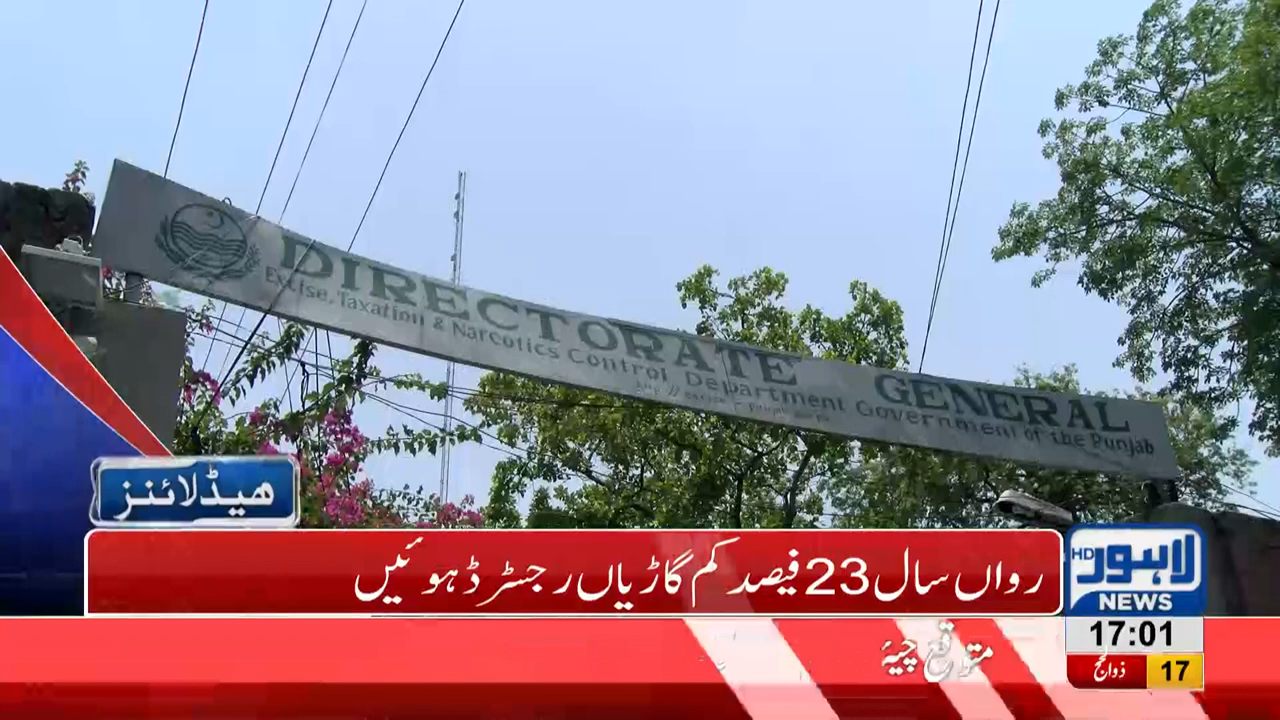 DIRECTORATE GENERAL
Excise, Taxation & Narcotics Control Department Government of the Punjab
ہیڈلائنز
رواں سال 23 فیصد کم گاڑیاں رجسٹرڈ ہوئیں
HD لاہور
NEWS
17:01
متوقع
ذوالحج 17